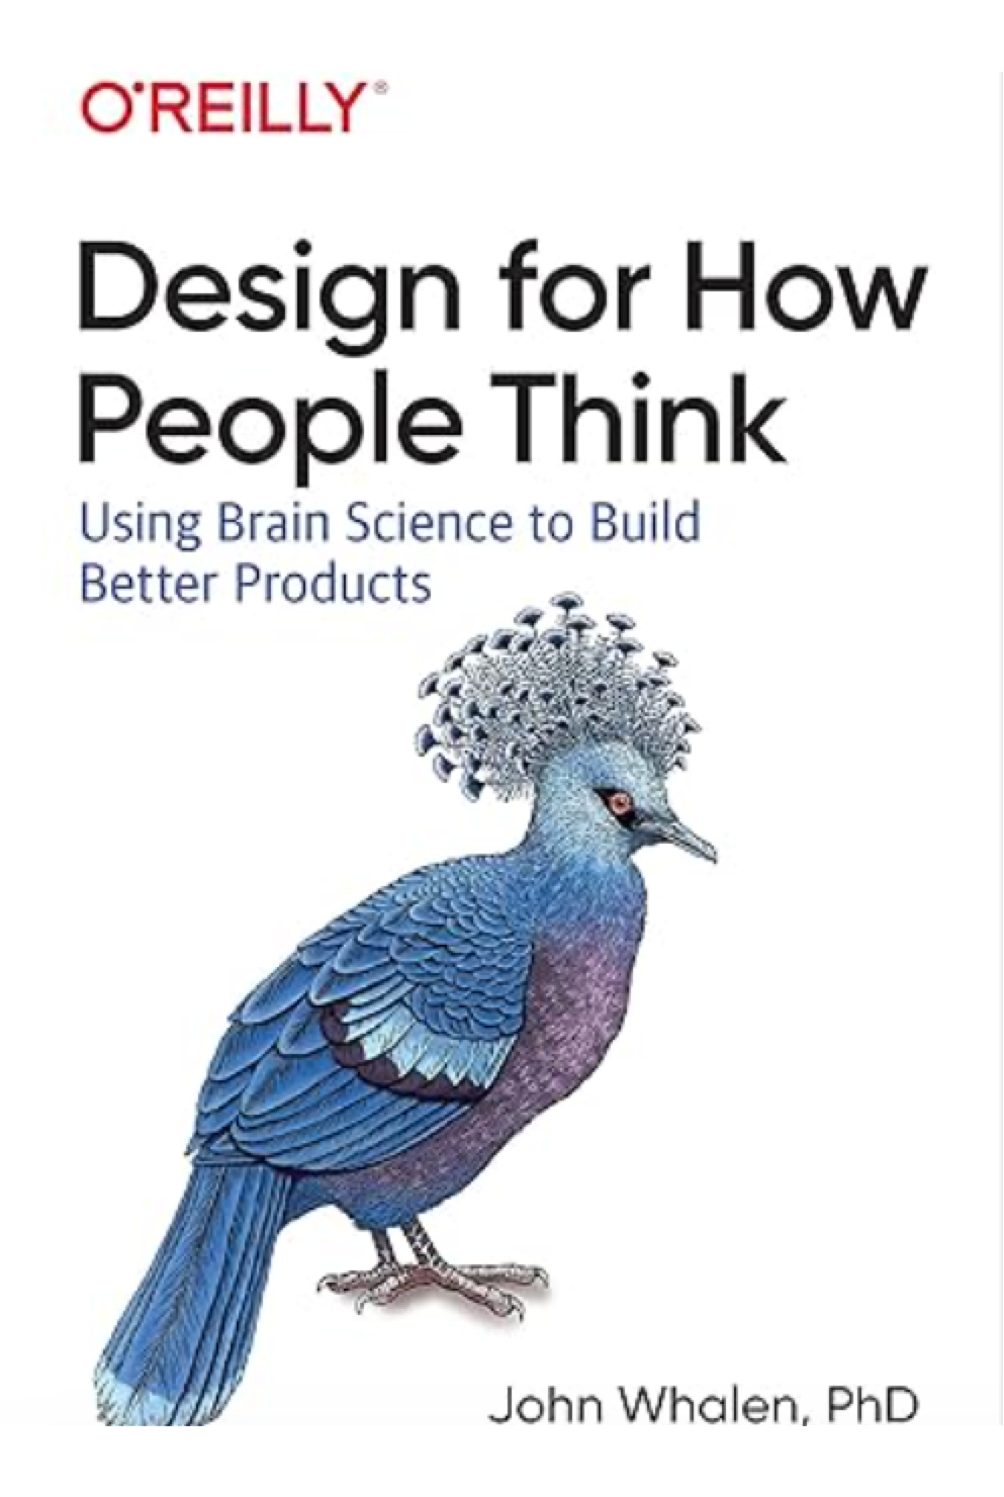 O'REILLY®
Design for How
People Think
Using Brain Science to Build
Better Products
John Whalen, PhD